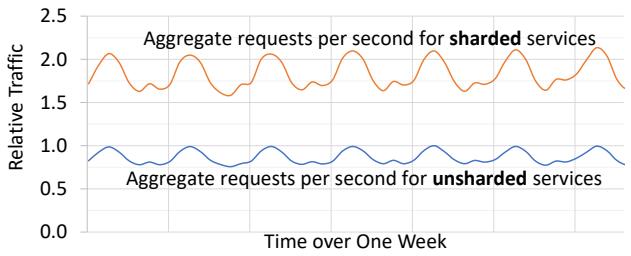 2.5
Aggregate requests per second for sharded services
2.0
1.5
Relative Traffic
1.0
Aggregate requests per second for unsharded services
0.5
0.0
Time over One Week